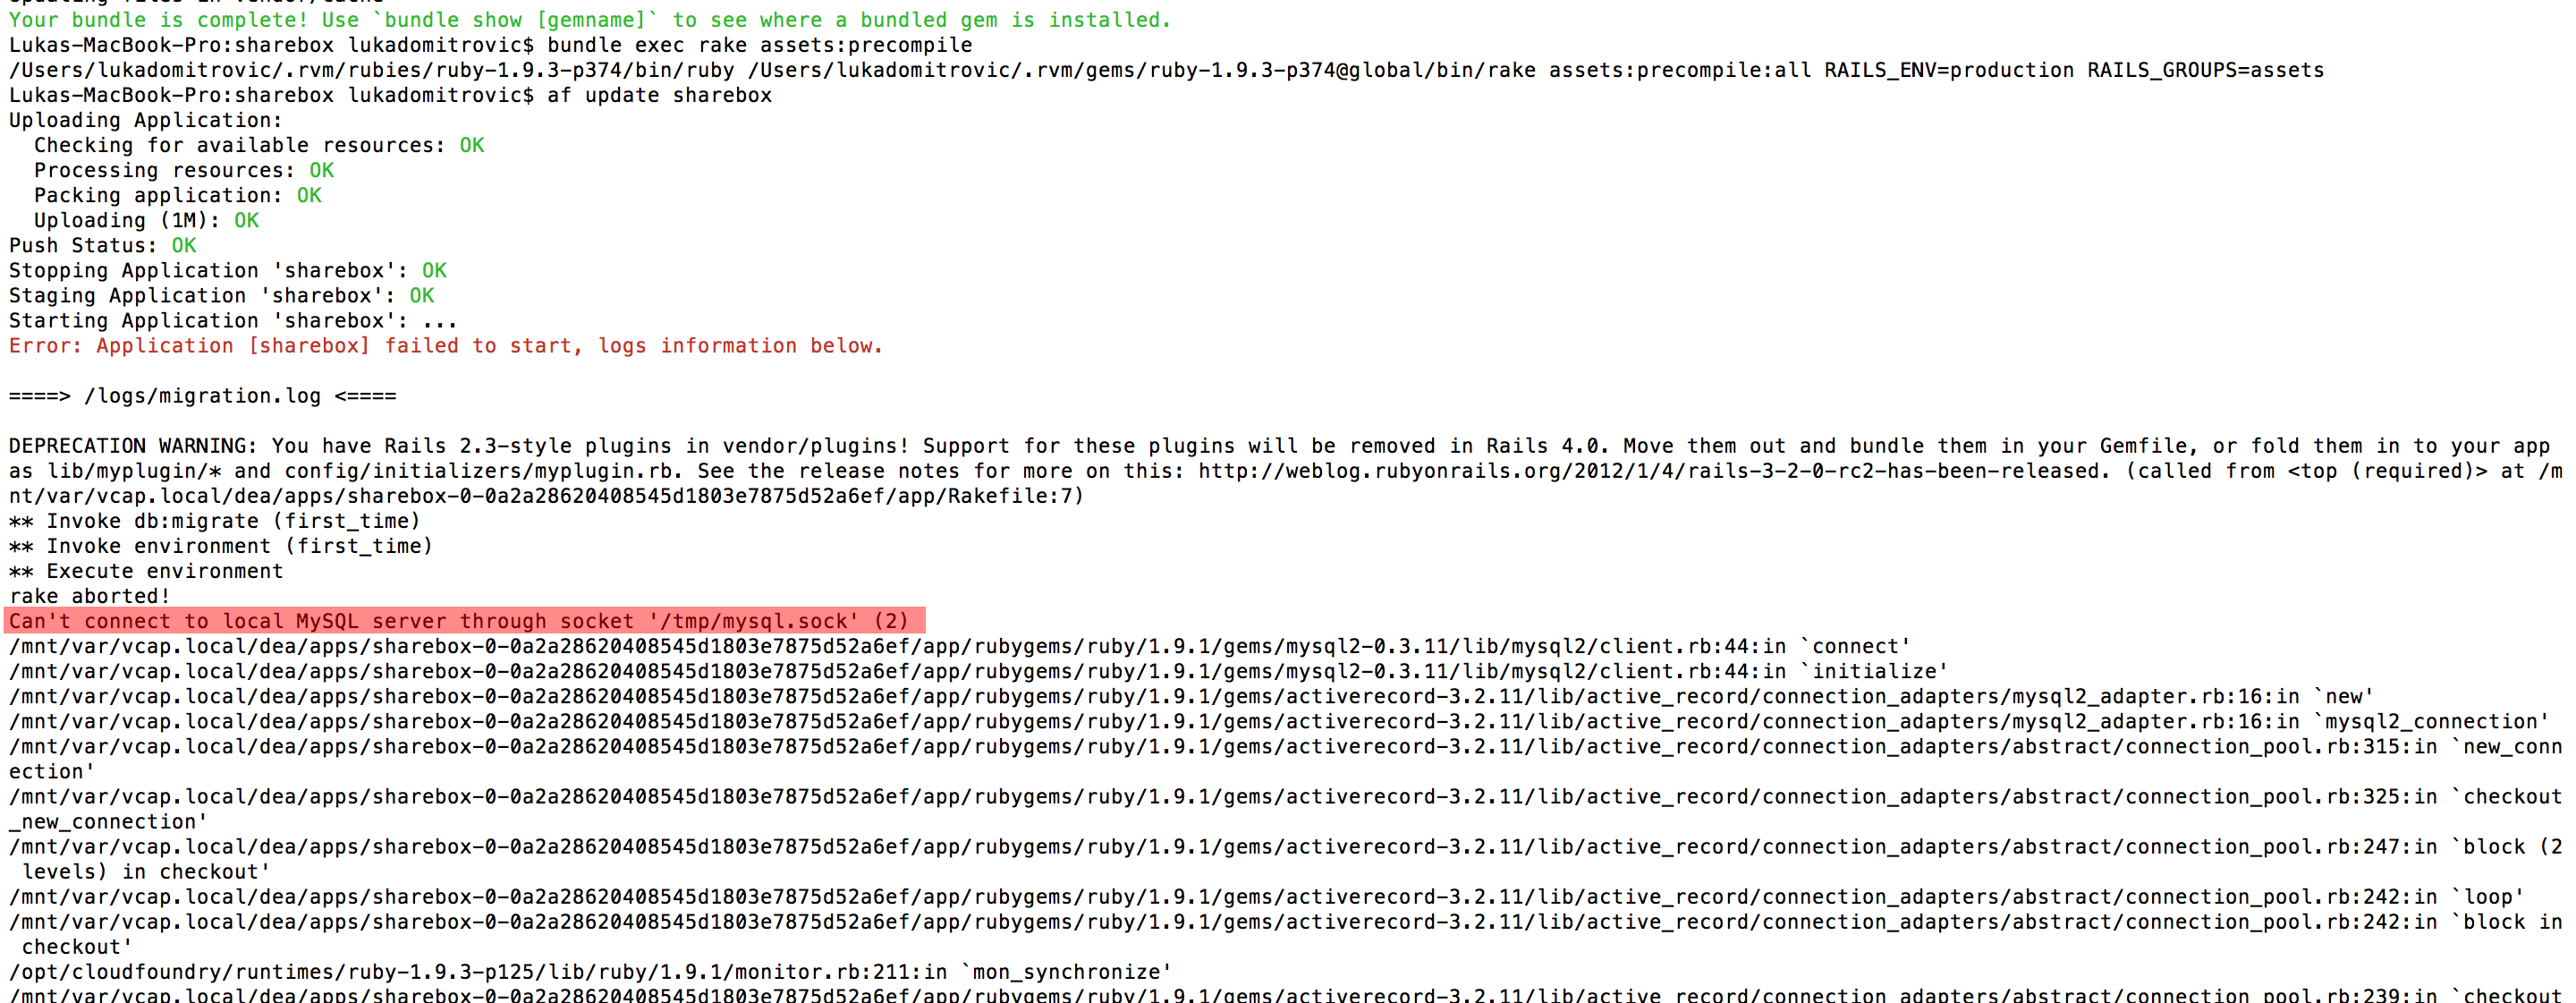 Updating files in vendor/cache
Your bundle is complete! Use `bundle show [gemname]` to see where a bundled gem is installed.
Lukas-MacBook-Pro:sharebox lukadomitrovic$ bundle exec rake assets:precompile
/Users/lukadomitrovic/.rvm/rubies/ruby-1.9.3-p374/bin/ruby /Users/lukadomitrovic/.rvm/gems/ruby-1.9.3-p374@global/bin/rake assets:precompile:all RAILS_ENV=production RAILS_GROUPS=assets
Lukas-MacBook-Pro:sharebox lukadomitrovic$ af update sharebox
Uploading Application:
  Checking for available resources: OK
  Processing resources: OK
  Packing application: OK
  Uploading (1M): OK
Push Status: OK
Stopping Application 'sharebox': OK
Staging Application 'sharebox': OK
Starting Application 'sharebox': ...
Error: Application [sharebox] failed to start, logs information below.
====> /logs/migration.log <====
DEPRECATION WARNING: You have Rails 2.3-style plugins in vendor/plugins! Support for these plugins will be removed in Rails 4.0. Move them out and bundle them in your Gemfile, or fold them in to your app
as lib/myplugin/* and config/initializers/myplugin.rb. See the release notes for more on this: http://weblog.rubyonrails.org/2012/1/4/rails-3-2-0-rc2-has-been-released. (called from <top (required)> at /m
nt/var/vcap.local/dea/apps/sharebox-0-0a2a28620408545d1803e7875d52a6ef/app/Rakefile:7)
** Invoke db:migrate (first_time)
** Invoke environment (first_time)
** Execute environment
rake aborted!
Can't connect to local MySQL server through socket '/tmp/mysql.sock' (2)
/mnt/var/vcap.local/dea/apps/sharebox-0-0a2a28620408545d1803e7875d52a6ef/app/rubygems/ruby/1.9.1/gems/mysql2-0.3.11/lib/mysql2/client.rb:44:in `connect'
/mnt/var/vcap.local/dea/apps/sharebox-0-0a2a28620408545d1803e7875d52a6ef/app/rubygems/ruby/1.9.1/gems/mysql2-0.3.11/lib/mysql2/client.rb:44:in `initialize'
/mnt/var/vcap.local/dea/apps/sharebox-0-0a2a28620408545d1803e7875d52a6ef/app/rubygems/ruby/1.9.1/gems/activerecord-3.2.11/lib/active_record/connection_adapters/mysql2_adapter.rb:16:in `new'
/mnt/var/vcap.local/dea/apps/sharebox-0-0a2a28620408545d1803e7875d52a6ef/app/rubygems/ruby/1.9.1/gems/activerecord-3.2.11/lib/active_record/connection_adapters/mysql2_adapter.rb:16:in `mysql2_connection'
/mnt/var/vcap.local/dea/apps/sharebox-0-0a2a28620408545d1803e7875d52a6ef/app/rubygems/ruby/1.9.1/gems/activerecord-3.2.11/lib/active_record/connection_adapters/abstract/connection_pool.rb:315:in `new_conn
ection'
/mnt/var/vcap.local/dea/apps/sharebox-0-0a2a28620408545d1803e7875d52a6ef/app/rubygems/ruby/1.9.1/gems/activerecord-3.2.11/lib/active_record/connection_adapters/abstract/connection_pool.rb:325:in `checkout
_new_connection'
/mnt/var/vcap.local/dea/apps/sharebox-0-0a2a28620408545d1803e7875d52a6ef/app/rubygems/ruby/1.9.1/gems/activerecord-3.2.11/lib/active_record/connection_adapters/abstract/connection_pool.rb:247:in `block (2
 levels) in checkout'
/mnt/var/vcap.local/dea/apps/sharebox-0-0a2a28620408545d1803e7875d52a6ef/app/rubygems/ruby/1.9.1/gems/activerecord-3.2.11/lib/active_record/connection_adapters/abstract/connection_pool.rb:242:in `loop'
/mnt/var/vcap.local/dea/apps/sharebox-0-0a2a28620408545d1803e7875d52a6ef/app/rubygems/ruby/1.9.1/gems/activerecord-3.2.11/lib/active_record/connection_adapters/abstract/connection_pool.rb:242:in `block in
 checkout'
/opt/cloudfoundry/runtimes/ruby-1.9.3-p125/lib/ruby/1.9.1/monitor.rb:211:in `mon_synchronize'
/mnt/var/vcap.local/dea/apps/sharebox-0-0a2a28620408545d1803e7875d52a6ef/app/rubygems/ruby/1.9.1/gems/activerecord-3.2.11/lib/active_record/connection_adapters/abstract/connection_pool.rb:239:in `checkout